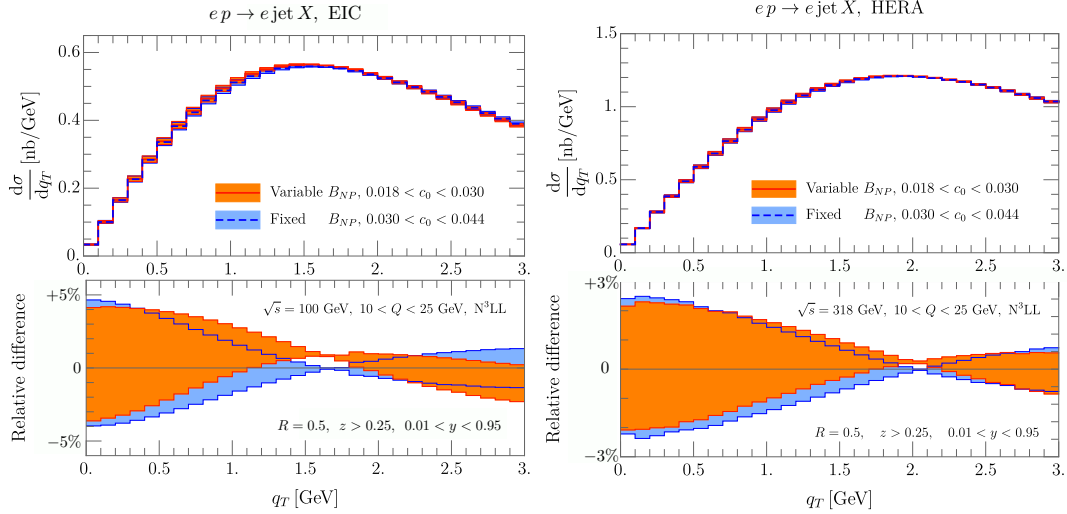 e p → e jet X, EIC
0.6
0.4
0.2
0.
dσ
dq_T
[nb/GeV]
Variable B_NP, 0.018 < c_0 < 0.030
Fixed B_NP, 0.030 < c_0 < 0.044
0. 0.5 1. 1.5 2. 2.5 3.
+5%
0
−5%
Relative difference
√s = 100 GeV, 10 < Q < 25 GeV, N³LL
R = 0.5, z > 0.25, 0.01 < y < 0.95
0. 0.5 1. 1.5 2. 2.5 3.
q_T [GeV]
e p → e jet X, HERA
1.5
1.
0.5
0.
dσ
dq_T
[nb/GeV]
Variable B_NP, 0.018 < c_0 < 0.030
Fixed B_NP, 0.030 < c_0 < 0.044
0. 0.5 1. 1.5 2. 2.5 3.
+3%
0
−3%
Relative difference
√s = 318 GeV, 10 < Q < 25 GeV, N³LL
R = 0.5, z > 0.25, 0.01 < y < 0.95
0. 0.5 1. 1.5 2. 2.5 3.
q_T [GeV]